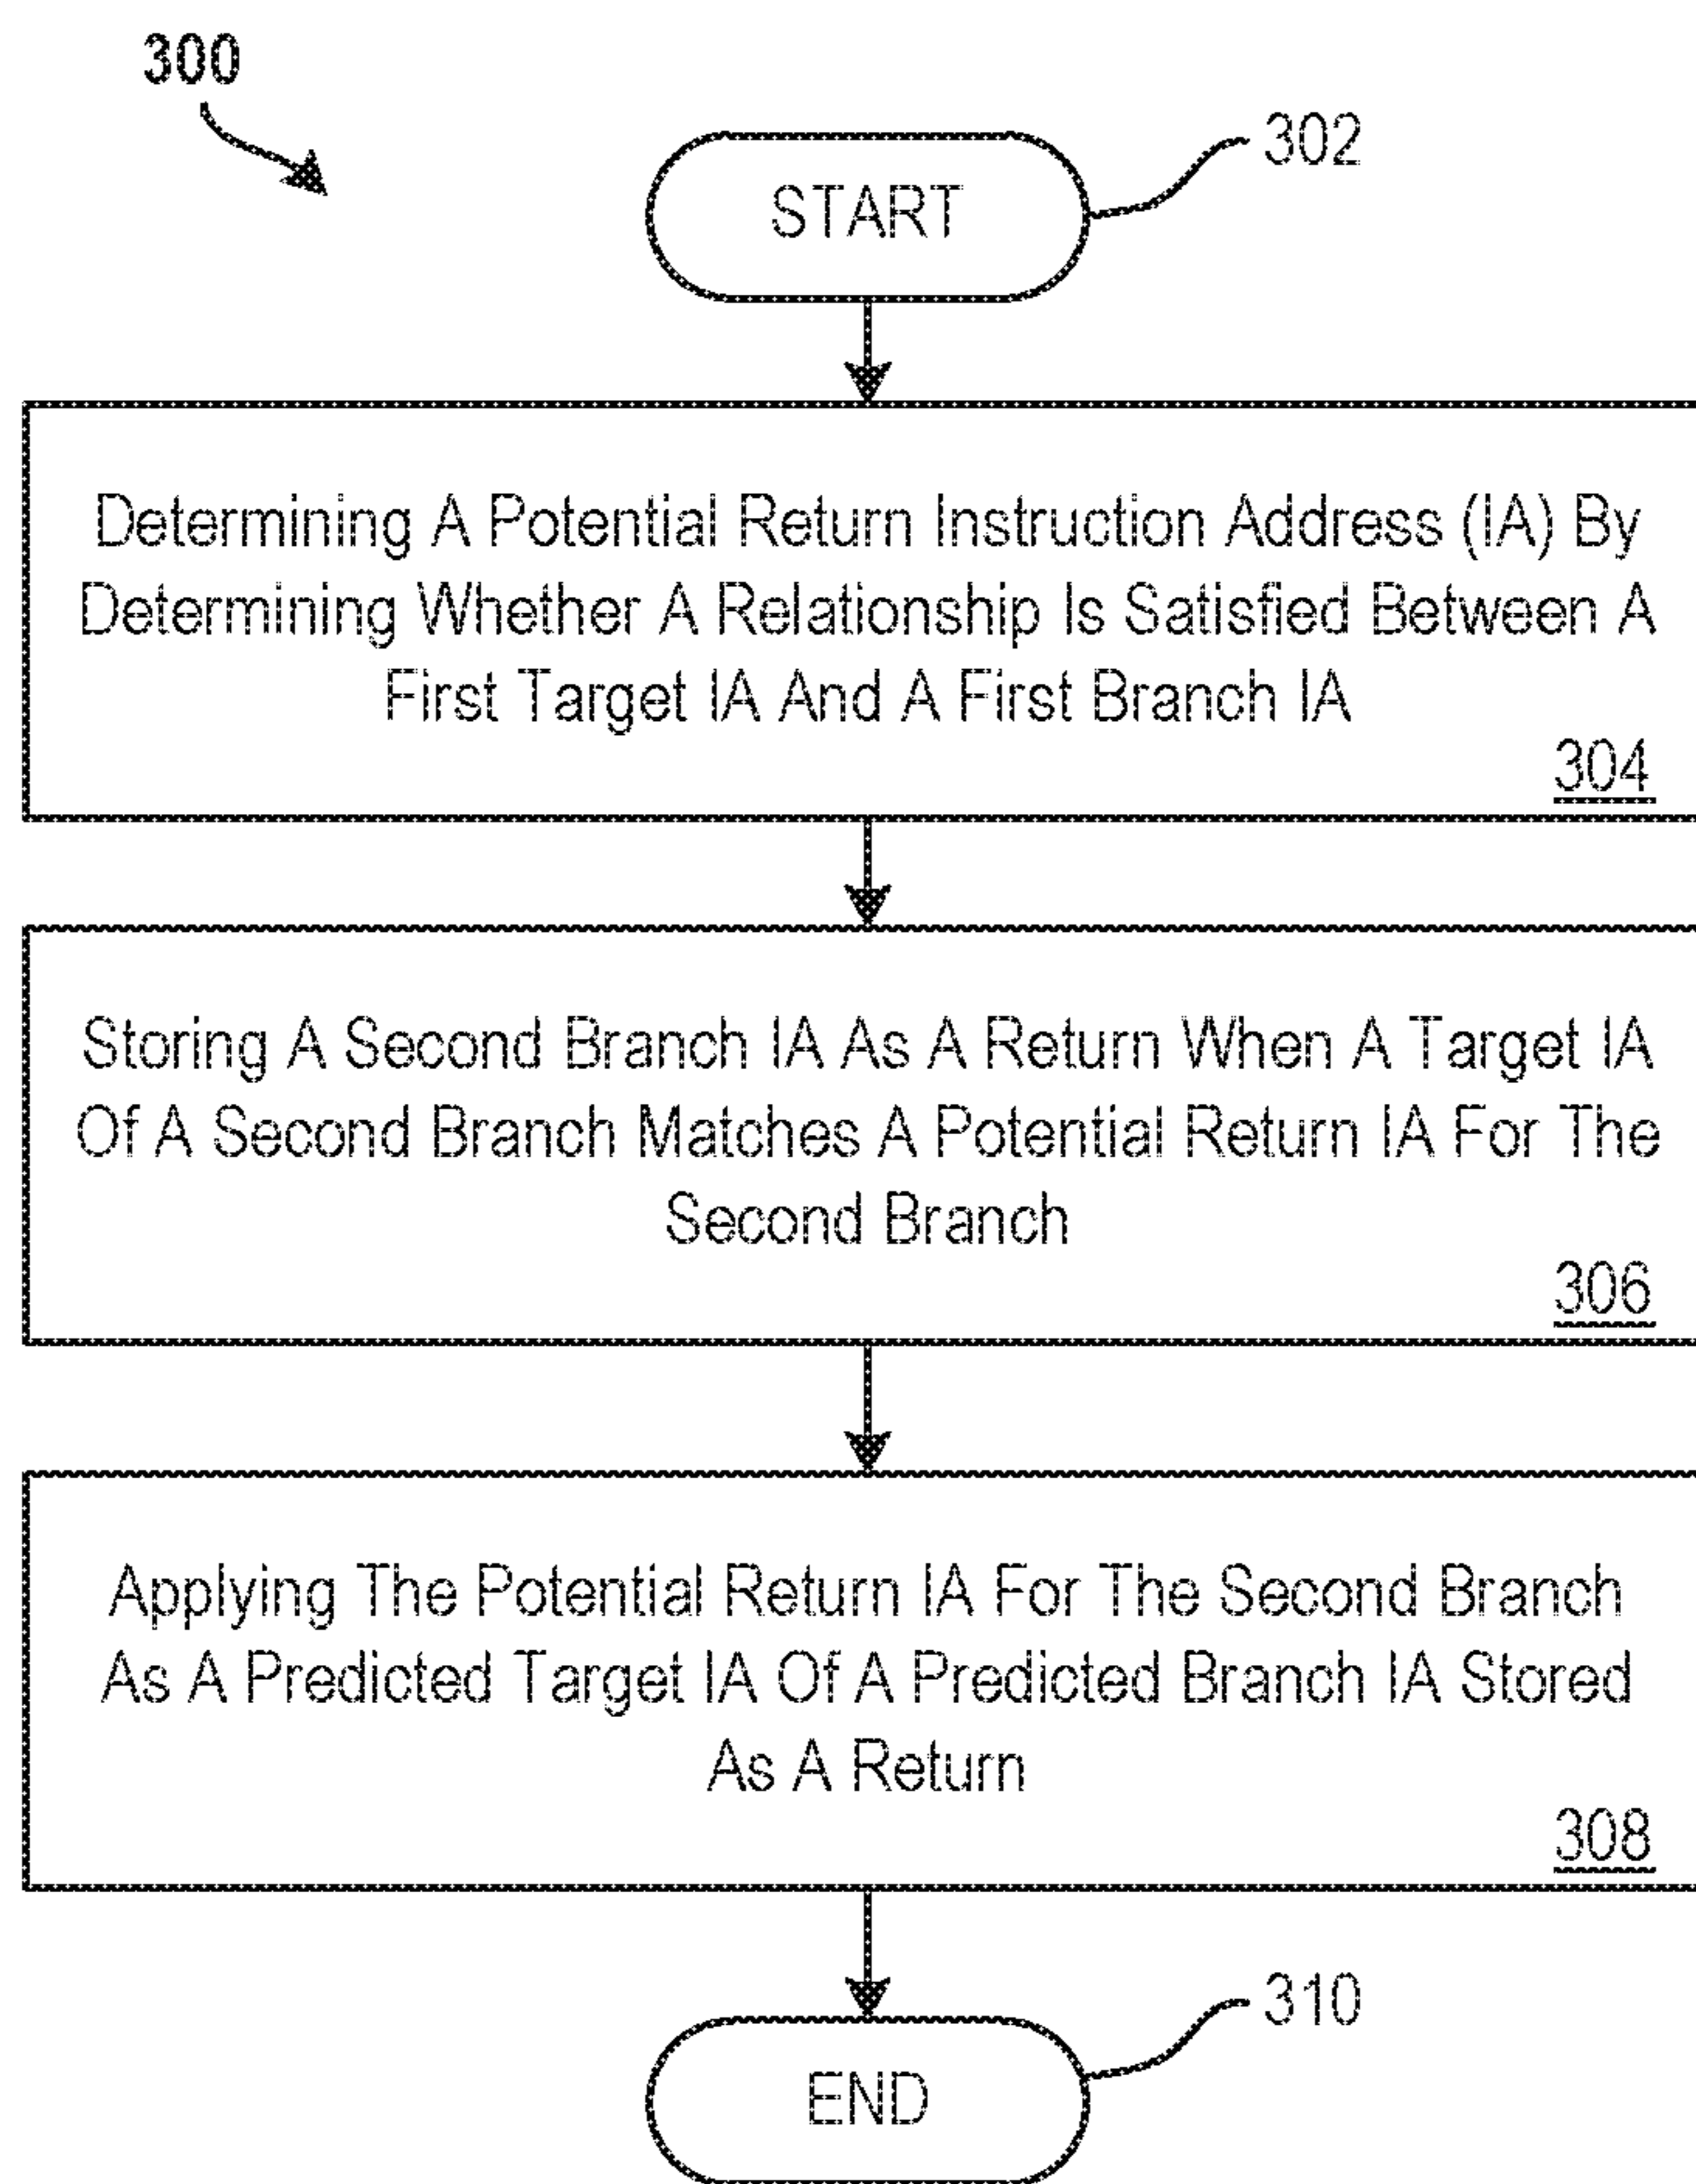 300
302
START
Determining A Potential Return Instruction Address (IA) By
Determining Whether A Relationship Is Satisfied Between A
First Target IA And A First Branch IA
304
Storing A Second Branch IA As A Return When A Target IA
Of A Second Branch Matches A Potential Return IA For The
Second Branch
306
Applying The Potential Return IA For The Second Branch
As A Predicted Target IA Of A Predicted Branch IA Stored
As A Return
308
310
END